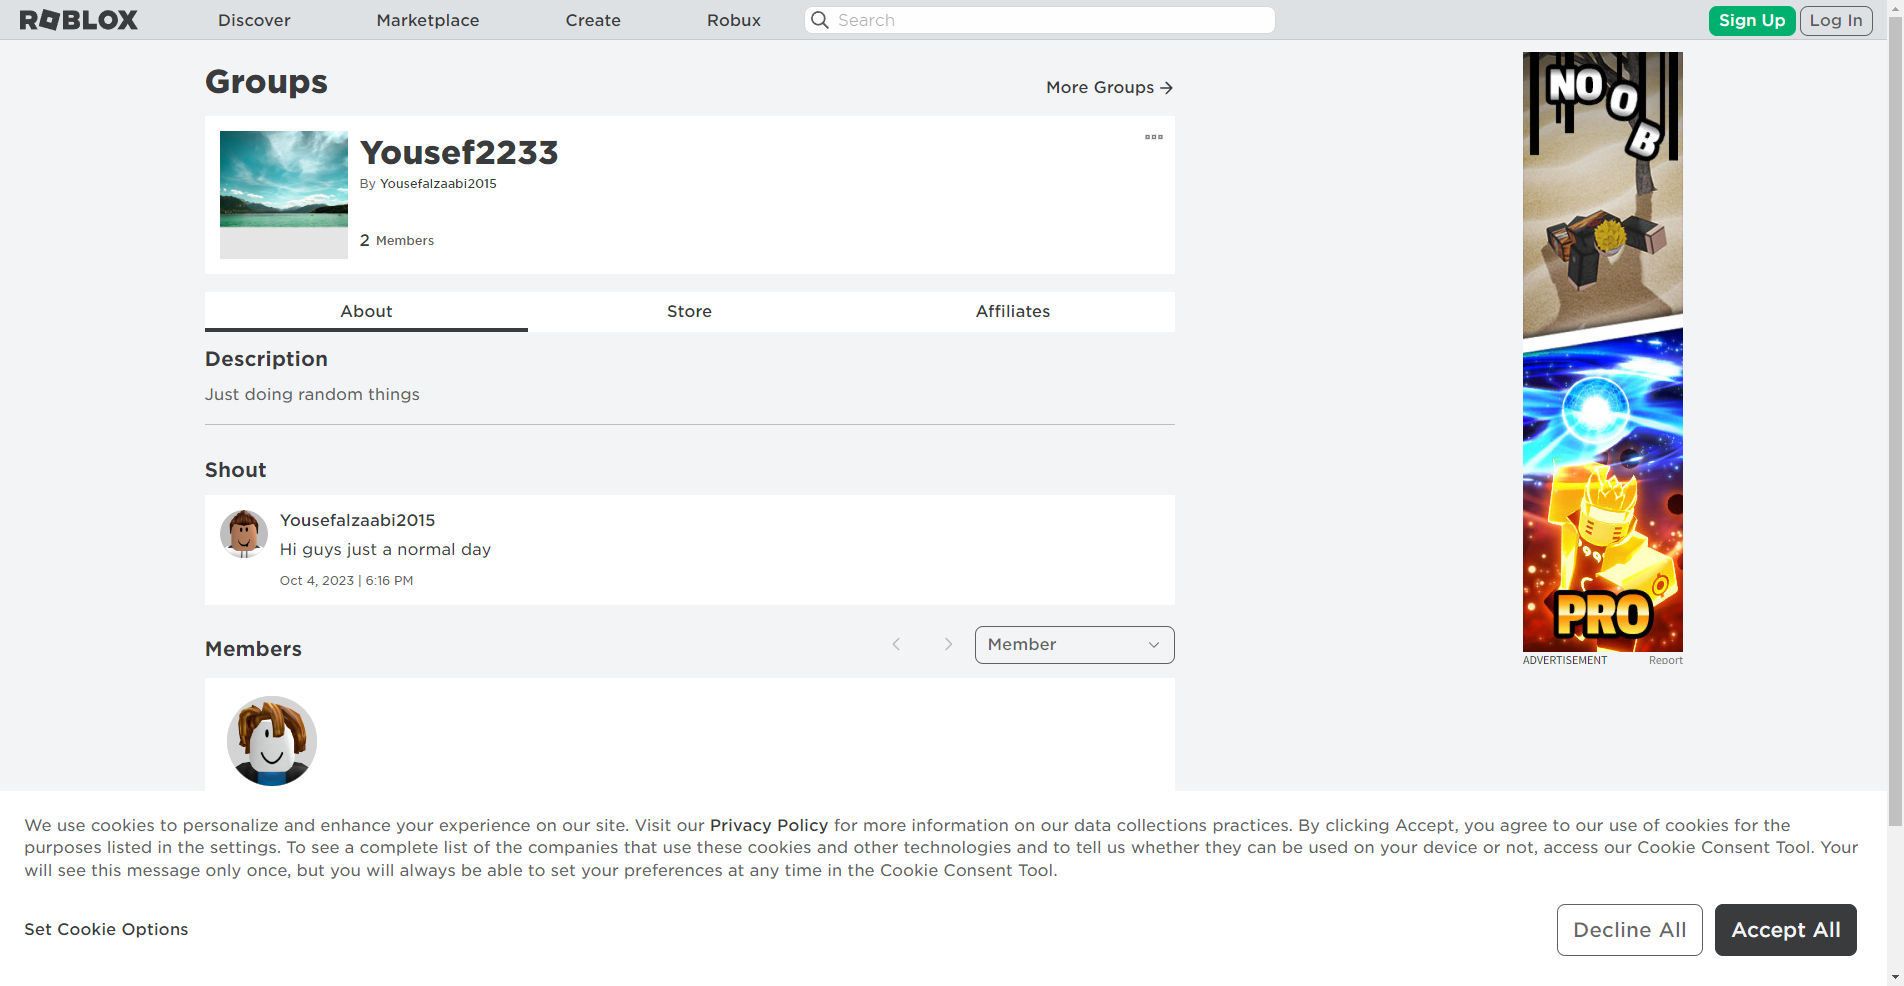 ROBLOX
Discover
Marketplace
Create
Robux
Search
Sign Up
Log In
Groups
More Groups
Yousef2233
By Yousefalzaabi2015
2 Members
About
Store
Affiliates
Description
Just doing random things
Shout
Yousefalzaabi2015
Hi guys just a normal day
Oct 4, 2023 | 6:16 PM
Members
Member
NOOB
PRO
ADVERTISEMENT
Report
We use cookies to personalize and enhance your experience on our site. Visit our Privacy Policy for more information on our data collections practices. By clicking Accept, you agree to our use of cookies for the
purposes listed in the settings. To see a complete list of the companies that use these cookies and other technologies and to tell us whether they can be used on your device or not, access our Cookie Consent Tool. Your
will see this message only once, but you will always be able to set your preferences at any time in the Cookie Consent Tool.
Set Cookie Options
Decline All
Accept All